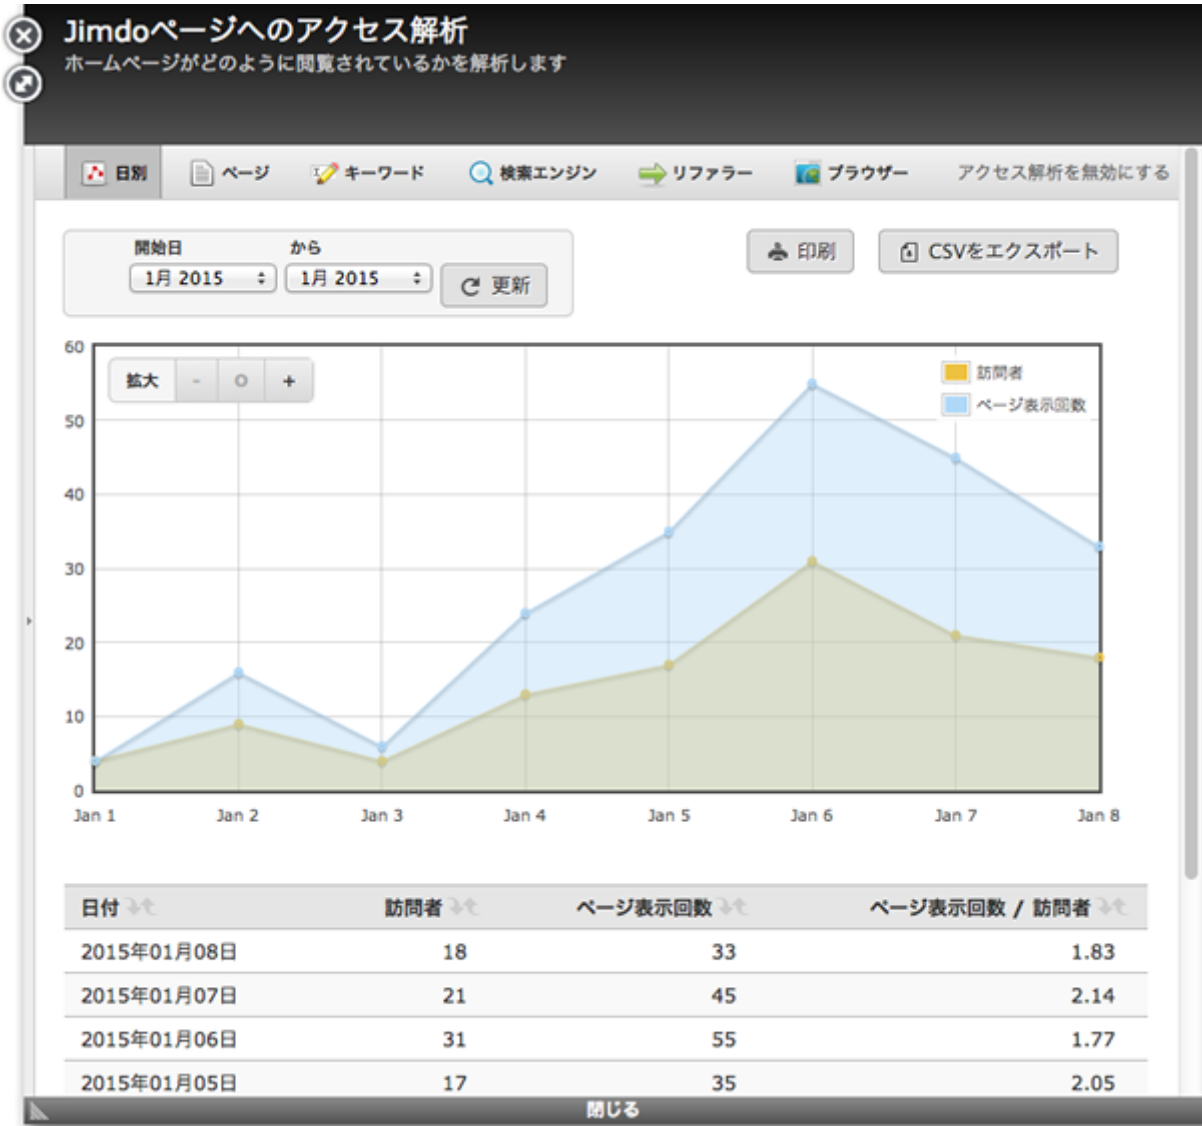 Jimdoページへのアクセス解析
ホームページがどのように閲覧されているかを解析します
日別 ページ キーワード 検索エンジン リファラー ブラウザー アクセス解析を無効にする
開始日 から
1月 2015 1月 2015 更新 印刷 CSVをエクスポート
60
拡大 - o +
訪問者
ページ表示回数
50
40
30
20
10
0
Jan 1 Jan 2 Jan 3 Jan 4 Jan 5 Jan 6 Jan 7 Jan 8
日付 訪問者 ページ表示回数 ページ表示回数 / 訪問者
2015年01月08日 18 33 1.83
2015年01月07日 21 45 2.14
2015年01月06日 31 55 1.77
2015年01月05日 17 35 2.05
閉じる